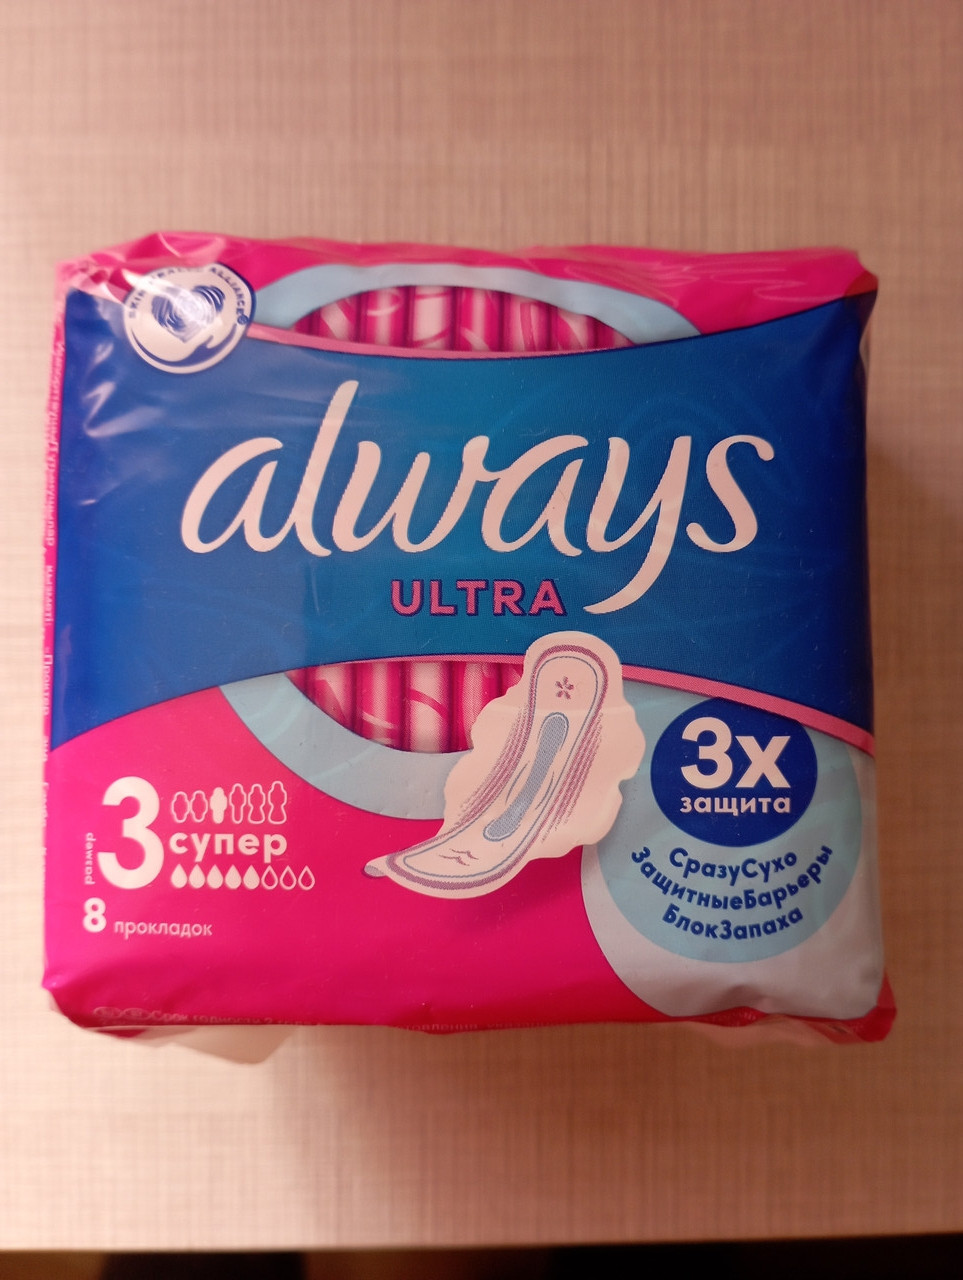 always
ULTRA
3x
защита
СразуСухо
ЗащитныеБарьеры
БлокЗапаха
размер
3
супер
8 прокладок